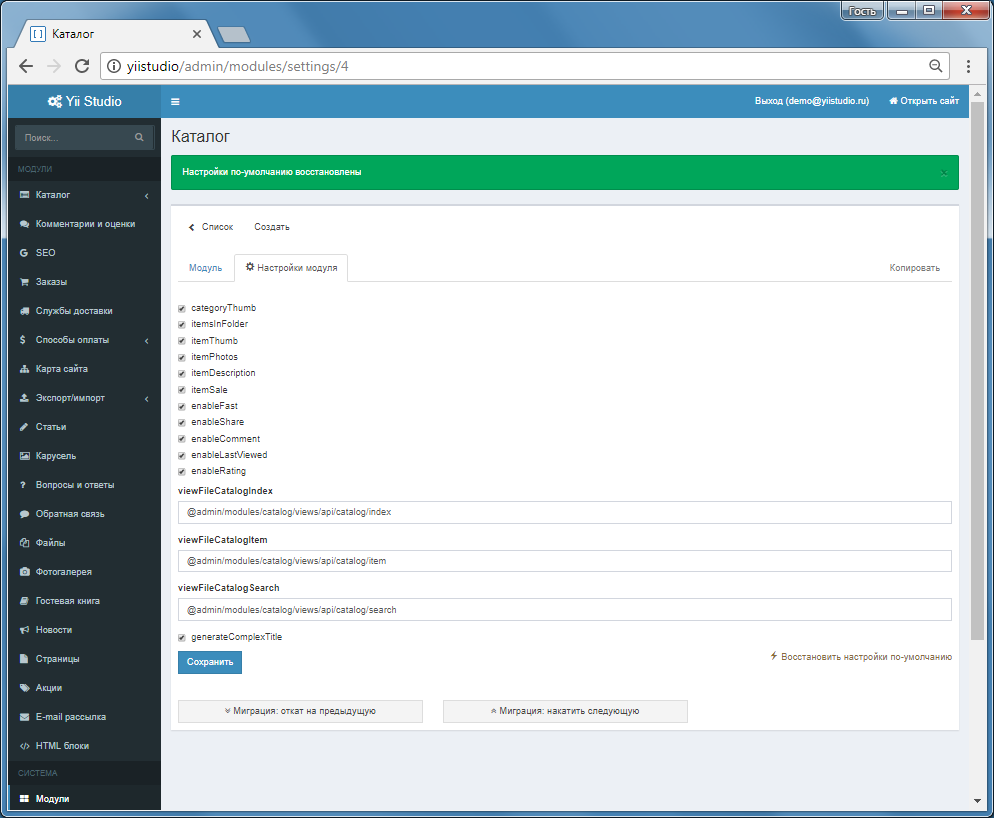 Гость
Каталог
yiistudio/admin/modules/settings/4
Yii Studio
Выход (demo@yiistudio.ru)
Открыть сайт
Поиск...
МОДУЛИ
Каталог
Комментарии и оценки
SEO
Заказы
Службы доставки
Способы оплаты
Карта сайта
Экспорт/импорт
Статьи
Карусель
Вопросы и ответы
Обратная связь
Файлы
Фотогалерея
Гостевая книга
Новости
Страницы
Акции
E-mail рассылка
HTML блоки
СИСТЕМА
Модули
Каталог
Настройки по-умолчанию восстановлены
Список
Создать
Модуль
Настройки модуля
Копировать
categoryThumb
itemsInFolder
itemThumb
itemPhotos
itemDescription
itemSale
enableFast
enableShare
enableComment
enableLastViewed
enableRating
viewFileCatalogIndex
@admin/modules/catalog/views/api/catalog/index
viewFileCatalogItem
@admin/modules/catalog/views/api/catalog/item
viewFileCatalogSearch
@admin/modules/catalog/views/api/catalog/search
generateComplexTitle
Сохранить
Восстановить настройки по-умолчанию
Миграция: откат на предыдущую
Миграция: накатить следующую